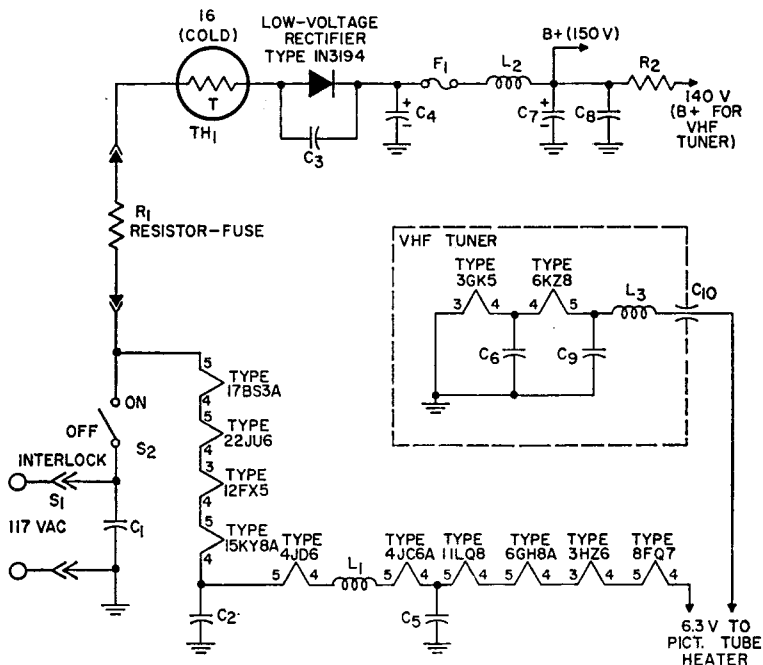 16
(COLD)
T
TH1
LOW-VOLTAGE
RECTIFIER
TYPE IN3194
C3
+
C4
-
F1
L2
B+ (150 V)
+
C7
-
C8
R2
140 V
(B+ FOR
VHF
TUNER)
R1
RESISTOR-FUSE
VHF TUNER
TYPE
3GK5
3 4
TYPE
6KZ8
4 5
L3
C10
C6
C9
ON
OFF
S2
INTERLOCK
S1
117 VAC
C1
5
TYPE
17BS3A
4
5
TYPE
22JU6
4
3
TYPE
12FX5
4
5
TYPE
15KY8A
4
C2
TYPE
4JD6
5 4
L1
TYPE
4JC6A
5 4
TYPE
11LQ8
5 4
TYPE
6GH8A
5 4
TYPE
3HZ6
3 4
TYPE
8FQ7
5 4
C5
6.3 V TO
PICT. TUBE
HEATER